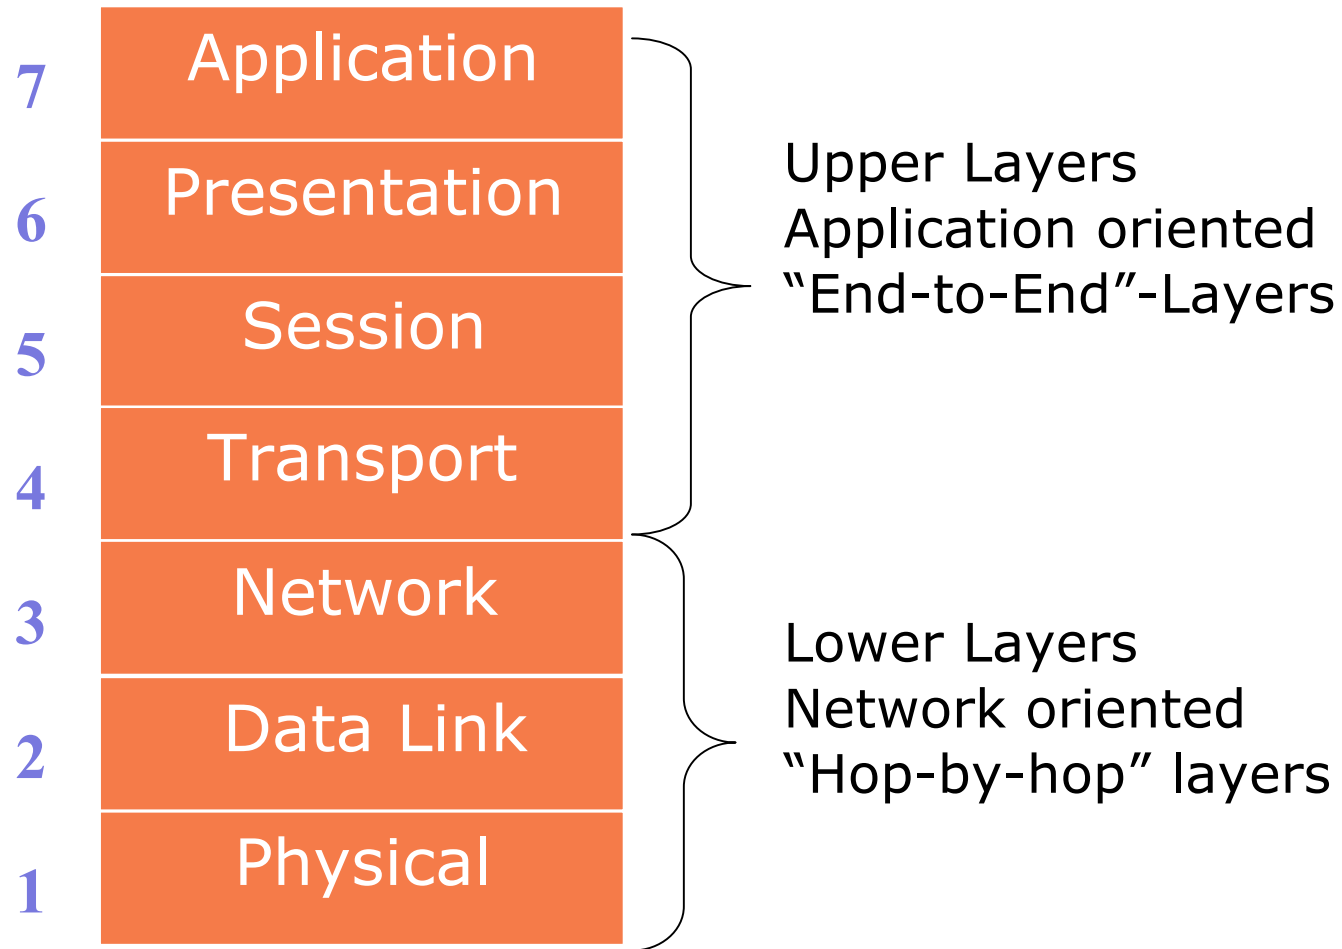 7 Application
6 Presentation
5 Session
4 Transport
3 Network
2 Data Link
1 Physical
Upper Layers
Application oriented
“End-to-End”-Layers
Lower Layers
Network oriented
“Hop-by-hop” layers